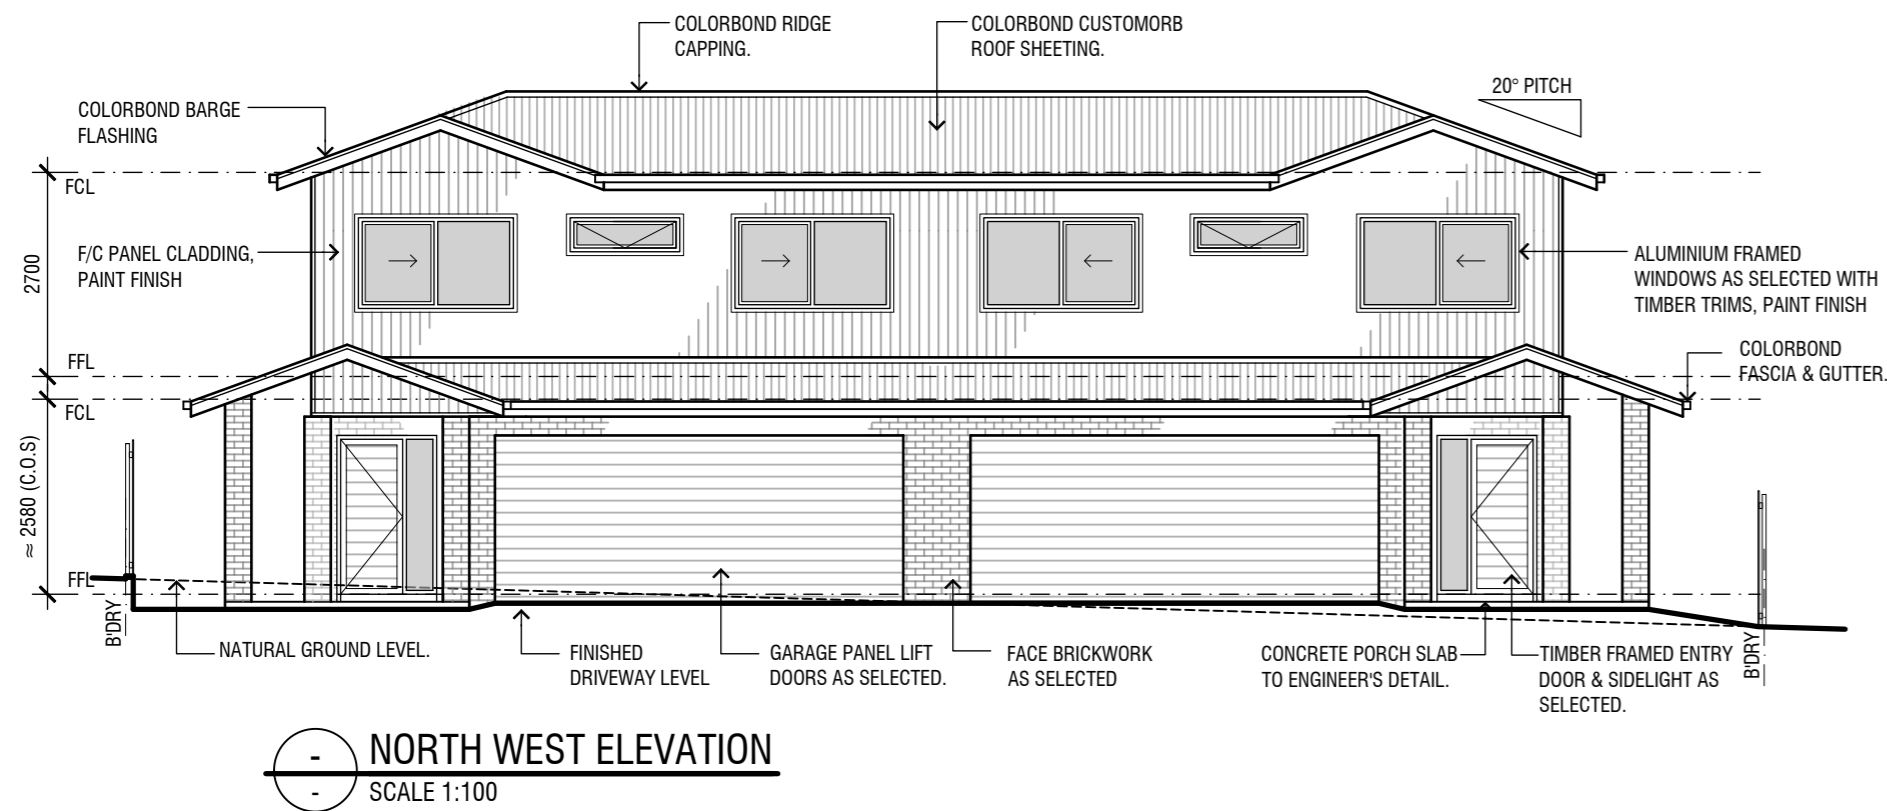 COLORBOND RIDGE
CAPPING.
COLORBOND CUSTOMORB
ROOF SHEETING.
20° PITCH
COLORBOND BARGE
FLASHING
FCL
2700
F/C PANEL CLADDING,
PAINT FINISH
ALUMINIUM FRAMED
WINDOWS AS SELECTED WITH
TIMBER TRIMS, PAINT FINISH
FFL
COLORBOND
FASCIA & GUTTER.
FCL
≈ 2580 (C.O.S)
FFL
B'DRY
NATURAL GROUND LEVEL.
FINISHED
DRIVEWAY LEVEL
GARAGE PANEL LIFT
DOORS AS SELECTED.
FACE BRICKWORK
AS SELECTED
CONCRETE PORCH SLAB
TO ENGINEER'S DETAIL.
TIMBER FRAMED ENTRY
DOOR & SIDELIGHT AS
SELECTED.
B'DRY
-
-
NORTH WEST ELEVATION
SCALE 1:100